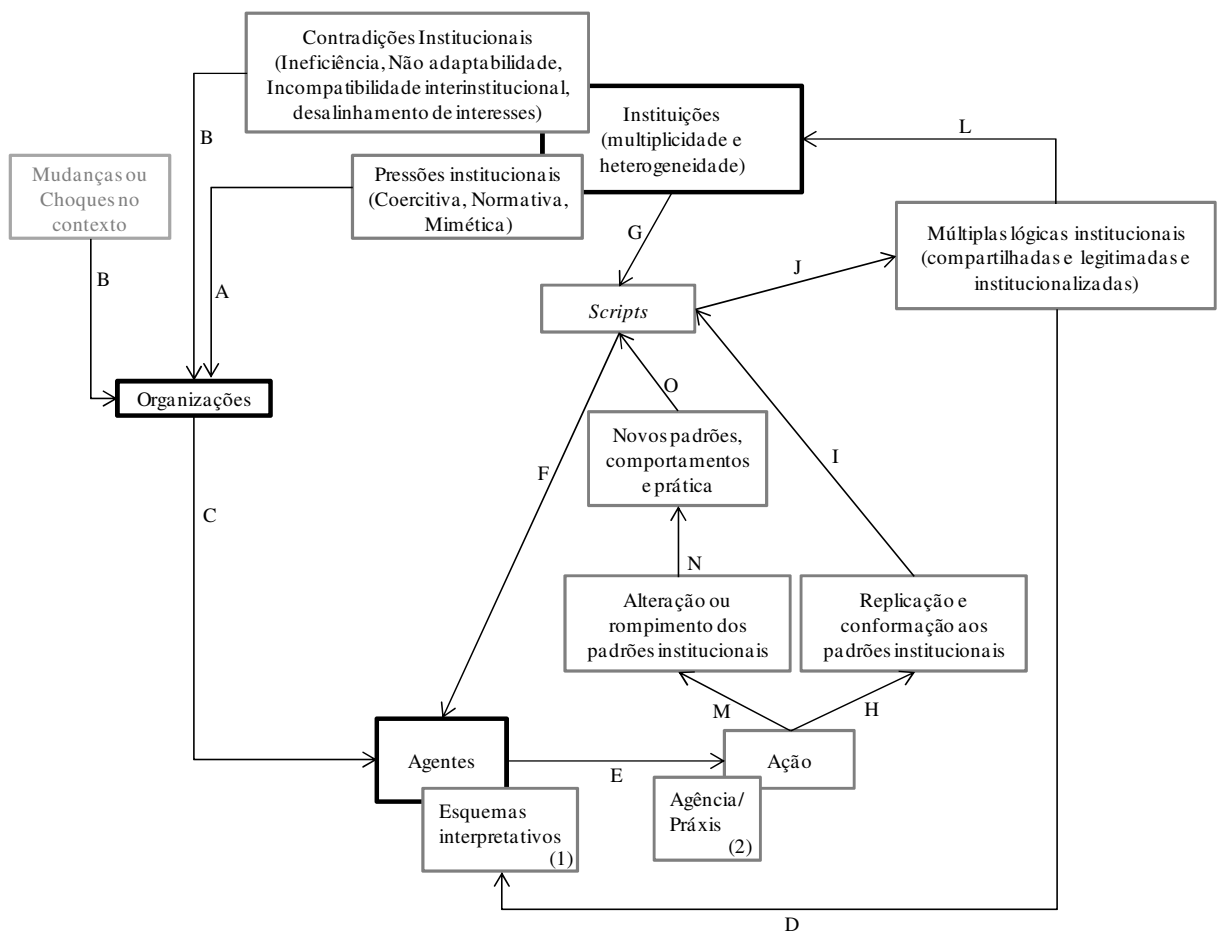 Contradições Institucionais
(Ineficiência, Não adaptabilidade,
Incompatibilidade interinstitucional,
desalinhamento de interesses)
Instituições
(multiplicidade e
heterogeneidade)
L
B
Mudanças ou
Choques no
contexto
Pressões institucionais
(Coercitiva, Normativa,
Mimética)
G
Múltiplas lógicas institucionais
(compartilhadas e legitimadas e
institucionalizadas)
B
A
J
Scripts
Organizações
O
Novos padrões,
comportamentos
e prática
F
I
C
N
Alteração ou
rompimento dos
padrões institucionais
Replicação e
conformação aos
padrões institucionais
M
H
Agentes
E
Ação
Esquemas
interpretativos
(1)
Agência/
Práxis
(2)
D